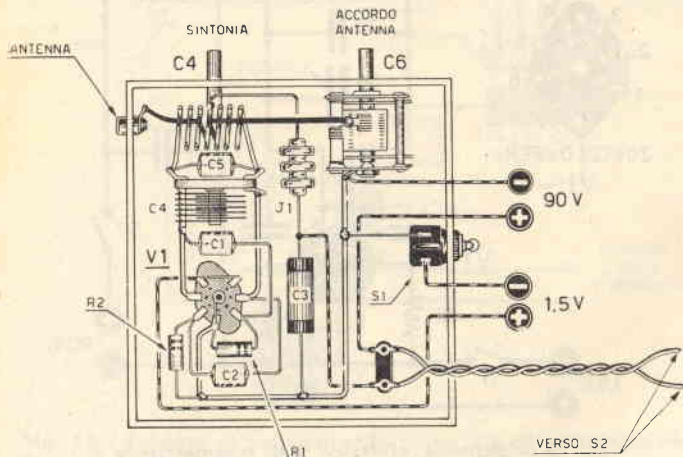 SINTONIA
ACCORDO
ANTENNA
C4
C6
ANTENNA
C5
C4
J1
90 V
C1
V1
S1
C3
1.5 V
R2
C2
R1
VERSO S2